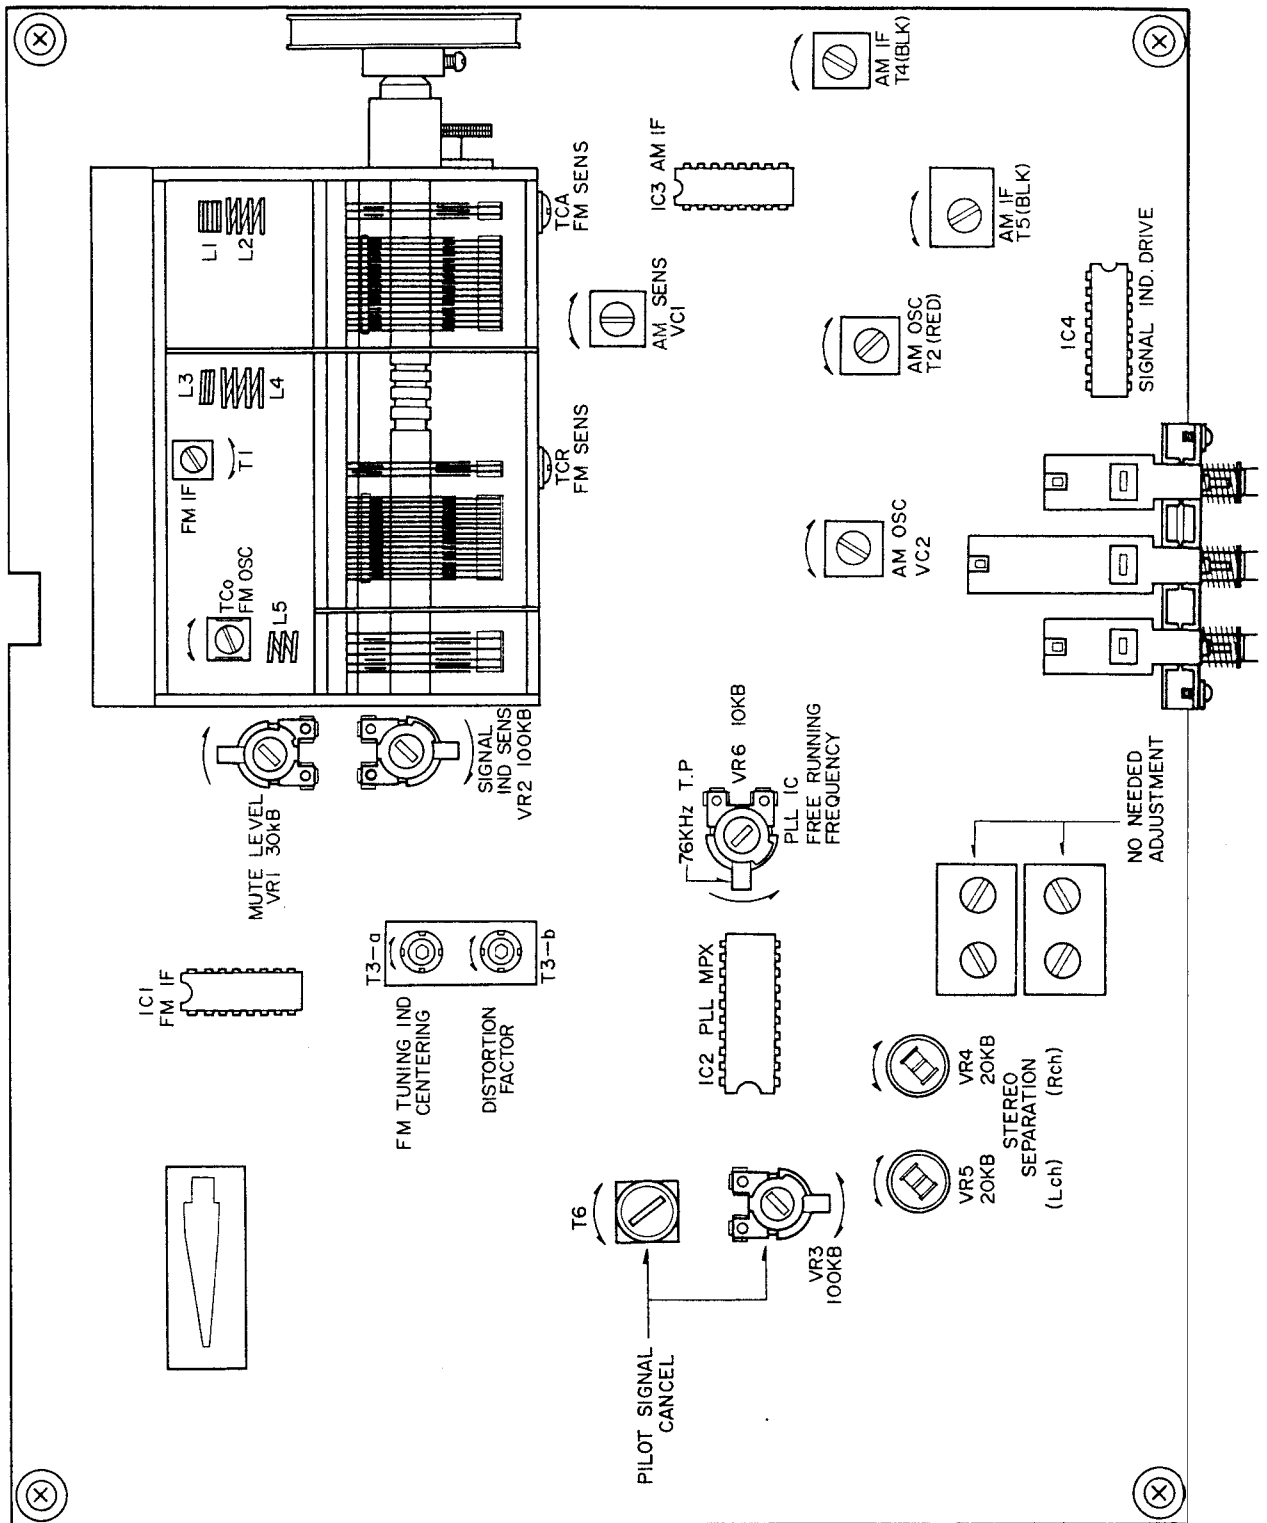 AM IF
T4(BLK)
TCA
FM SENS
IC3 AM IF
AM IF
T5(BLK)
L1
L2
AM SENS
VC1
IC4
SIGNAL IND. DRIVE
AM OSC
T2 (RED)
L3
L4
FM IF
T1
TCR
FM SENS
AM OSC
VC2
TCo
FM OSC
L5
MUTE LEVEL
VR1 30kB
SIGNAL
IND SENS
VR2 100KB
76KHz T.P
VR6 10KB
PLL IC
FREE RUNNING
FREQUENCY
NO NEEDED
ADJUSTMENT
IC1
FM IF
T3-a
T3-b
FM TUNING IND
CENTERING
DISTORTION
FACTOR
IC2 PLL MPX
VR4
20KB
STEREO
SEPARATION
(Rch)
VR5
20KB
(Lch)
T6
VR3
100KB
PILOT SIGNAL
CANCEL